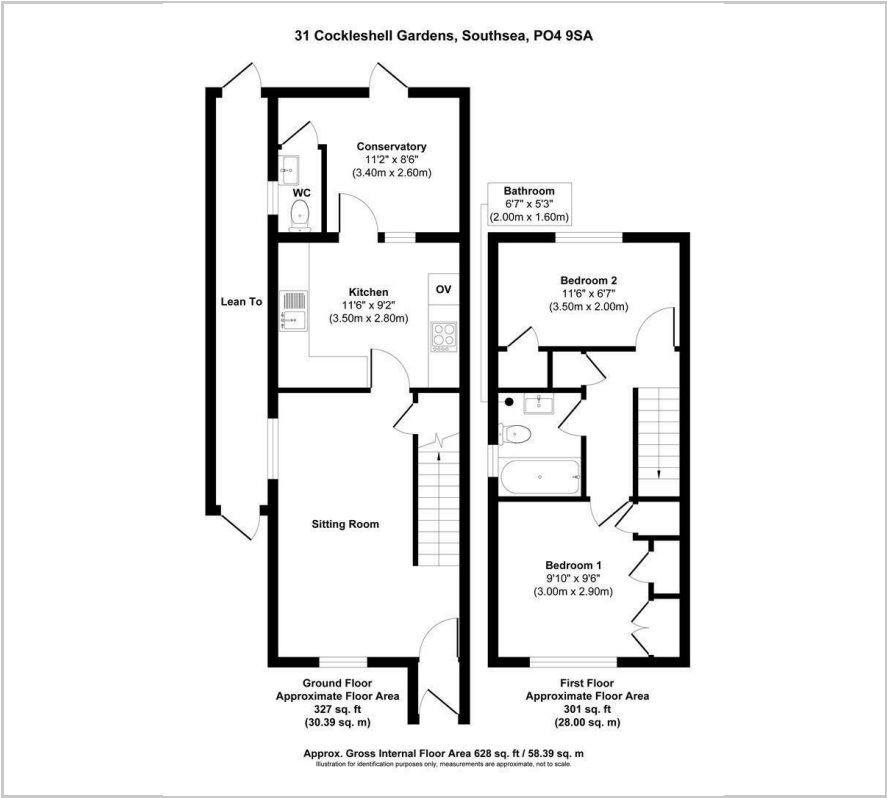 31 Cockleshell Gardens, Southsea, PO4 9SA
Conservatory
11'2" x 8'6"
(3.40m x 2.60m)
WC
Bathroom
6'7" x 5'3"
(2.00m x 1.60m)
Lean To
Kitchen
11'6" x 9'2"
(3.50m x 2.80m)
OV
Bedroom 2
11'6" x 6'7"
(3.50m x 2.00m)
Sitting Room
Bedroom 1
9'10" x 9'6"
(3.00m x 2.90m)
Ground Floor
Approximate Floor Area
327 sq. ft
(30.39 sq. m)
First Floor
Approximate Floor Area
301 sq. ft
(28.00 sq. m)
Approx. Gross Internal Floor Area 628 sq. ft / 58.39 sq. m
Illustration for identification purposes only, measurements are approximate, not to scale.